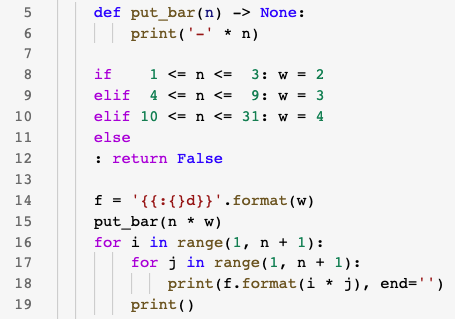 5 def put_bar(n) -> None:
6 print('-' * n)
7
8 if 1 <= n <= 3: w = 2
9 elif 4 <= n <= 9: w = 3
10 elif 10 <= n <= 31: w = 4
11 else
12 : return False
13
14 f = '{{:{}d}}'.format(w)
15 put_bar(n * w)
16 for i in range(1, n + 1):
17 for j in range(1, n + 1):
18 print(f.format(i * j), end='')
19 print()